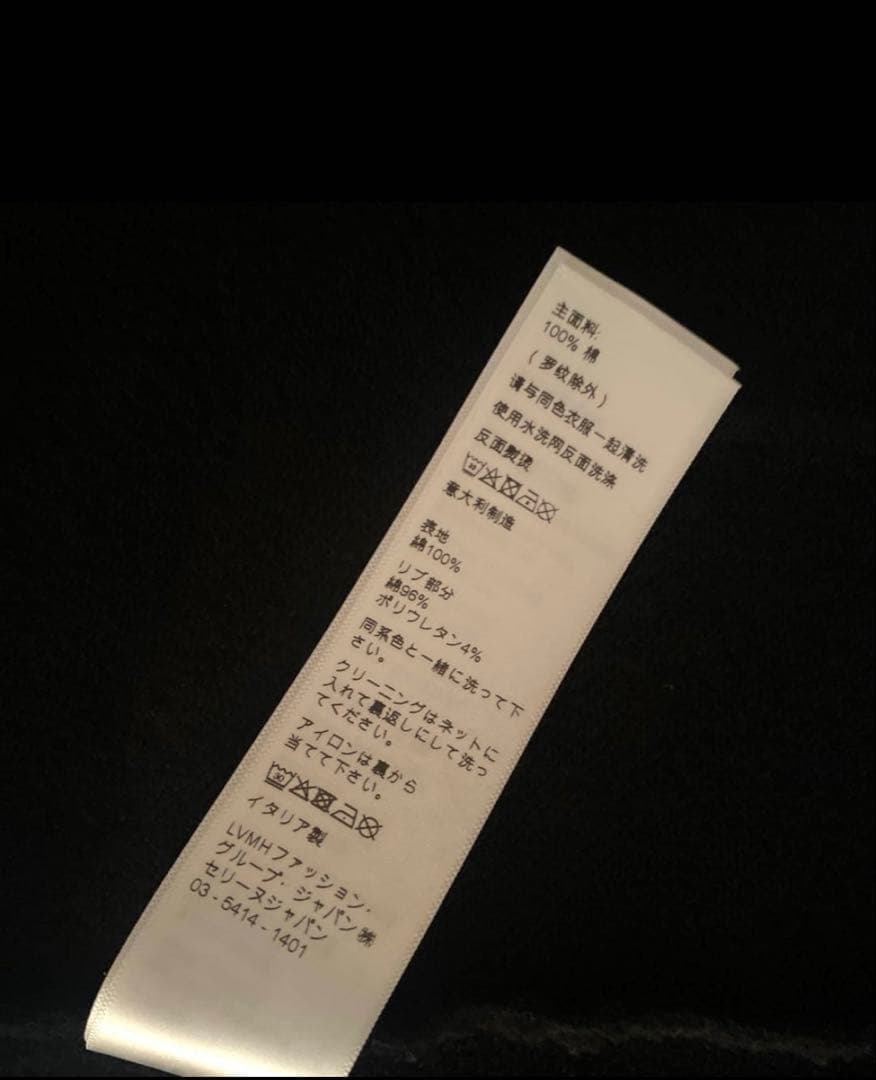 主面料:
100% 棉
(罗纹除外)
请与同色衣服一起清洗
使用水洗网反面洗涤
反面熨烫
意大利制造
表地
綿100%
リブ部分
綿96%
ポリウレタン4%
同系色と一緒に洗って下
さい。
クリーニングはネットに
入れて裏返しにして洗っ
てください。
アイロンは裏から
当てて下さい。
30
イタリア製
LVMHファッション・
グループ・ジャパン㈱
セリーヌジャパン
03-5414-1401